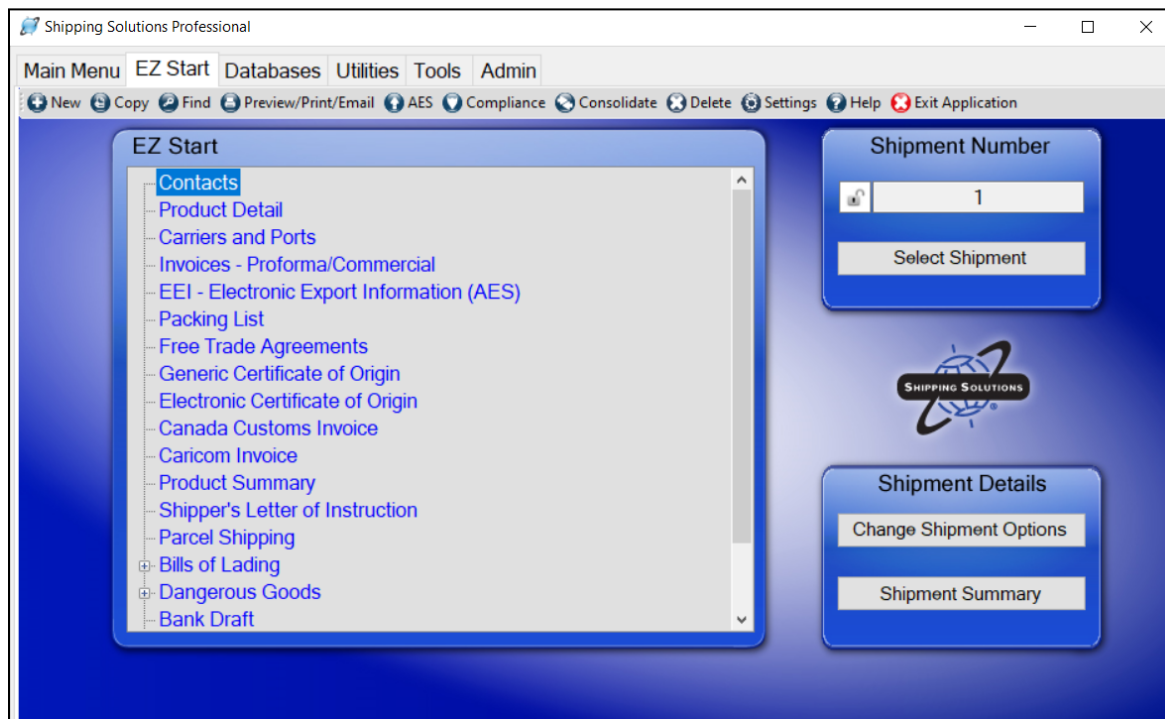 Shipping Solutions Professional
Main Menu EZ Start Databases Utilities Tools Admin
New Copy Find Preview/Print/Email AES Compliance Consolidate Delete Settings Help Exit Application
EZ Start
Contacts
Product Detail
Carriers and Ports
Invoices - Proforma/Commercial
EEI - Electronic Export Information (AES)
Packing List
Free Trade Agreements
Generic Certificate of Origin
Electronic Certificate of Origin
Canada Customs Invoice
Caricom Invoice
Product Summary
Shipper's Letter of Instruction
Parcel Shipping
Bills of Lading
Dangerous Goods
Bank Draft
Shipment Number
1
Select Shipment
SHIPPING SOLUTIONS
®
Shipment Details
Change Shipment Options
Shipment Summary